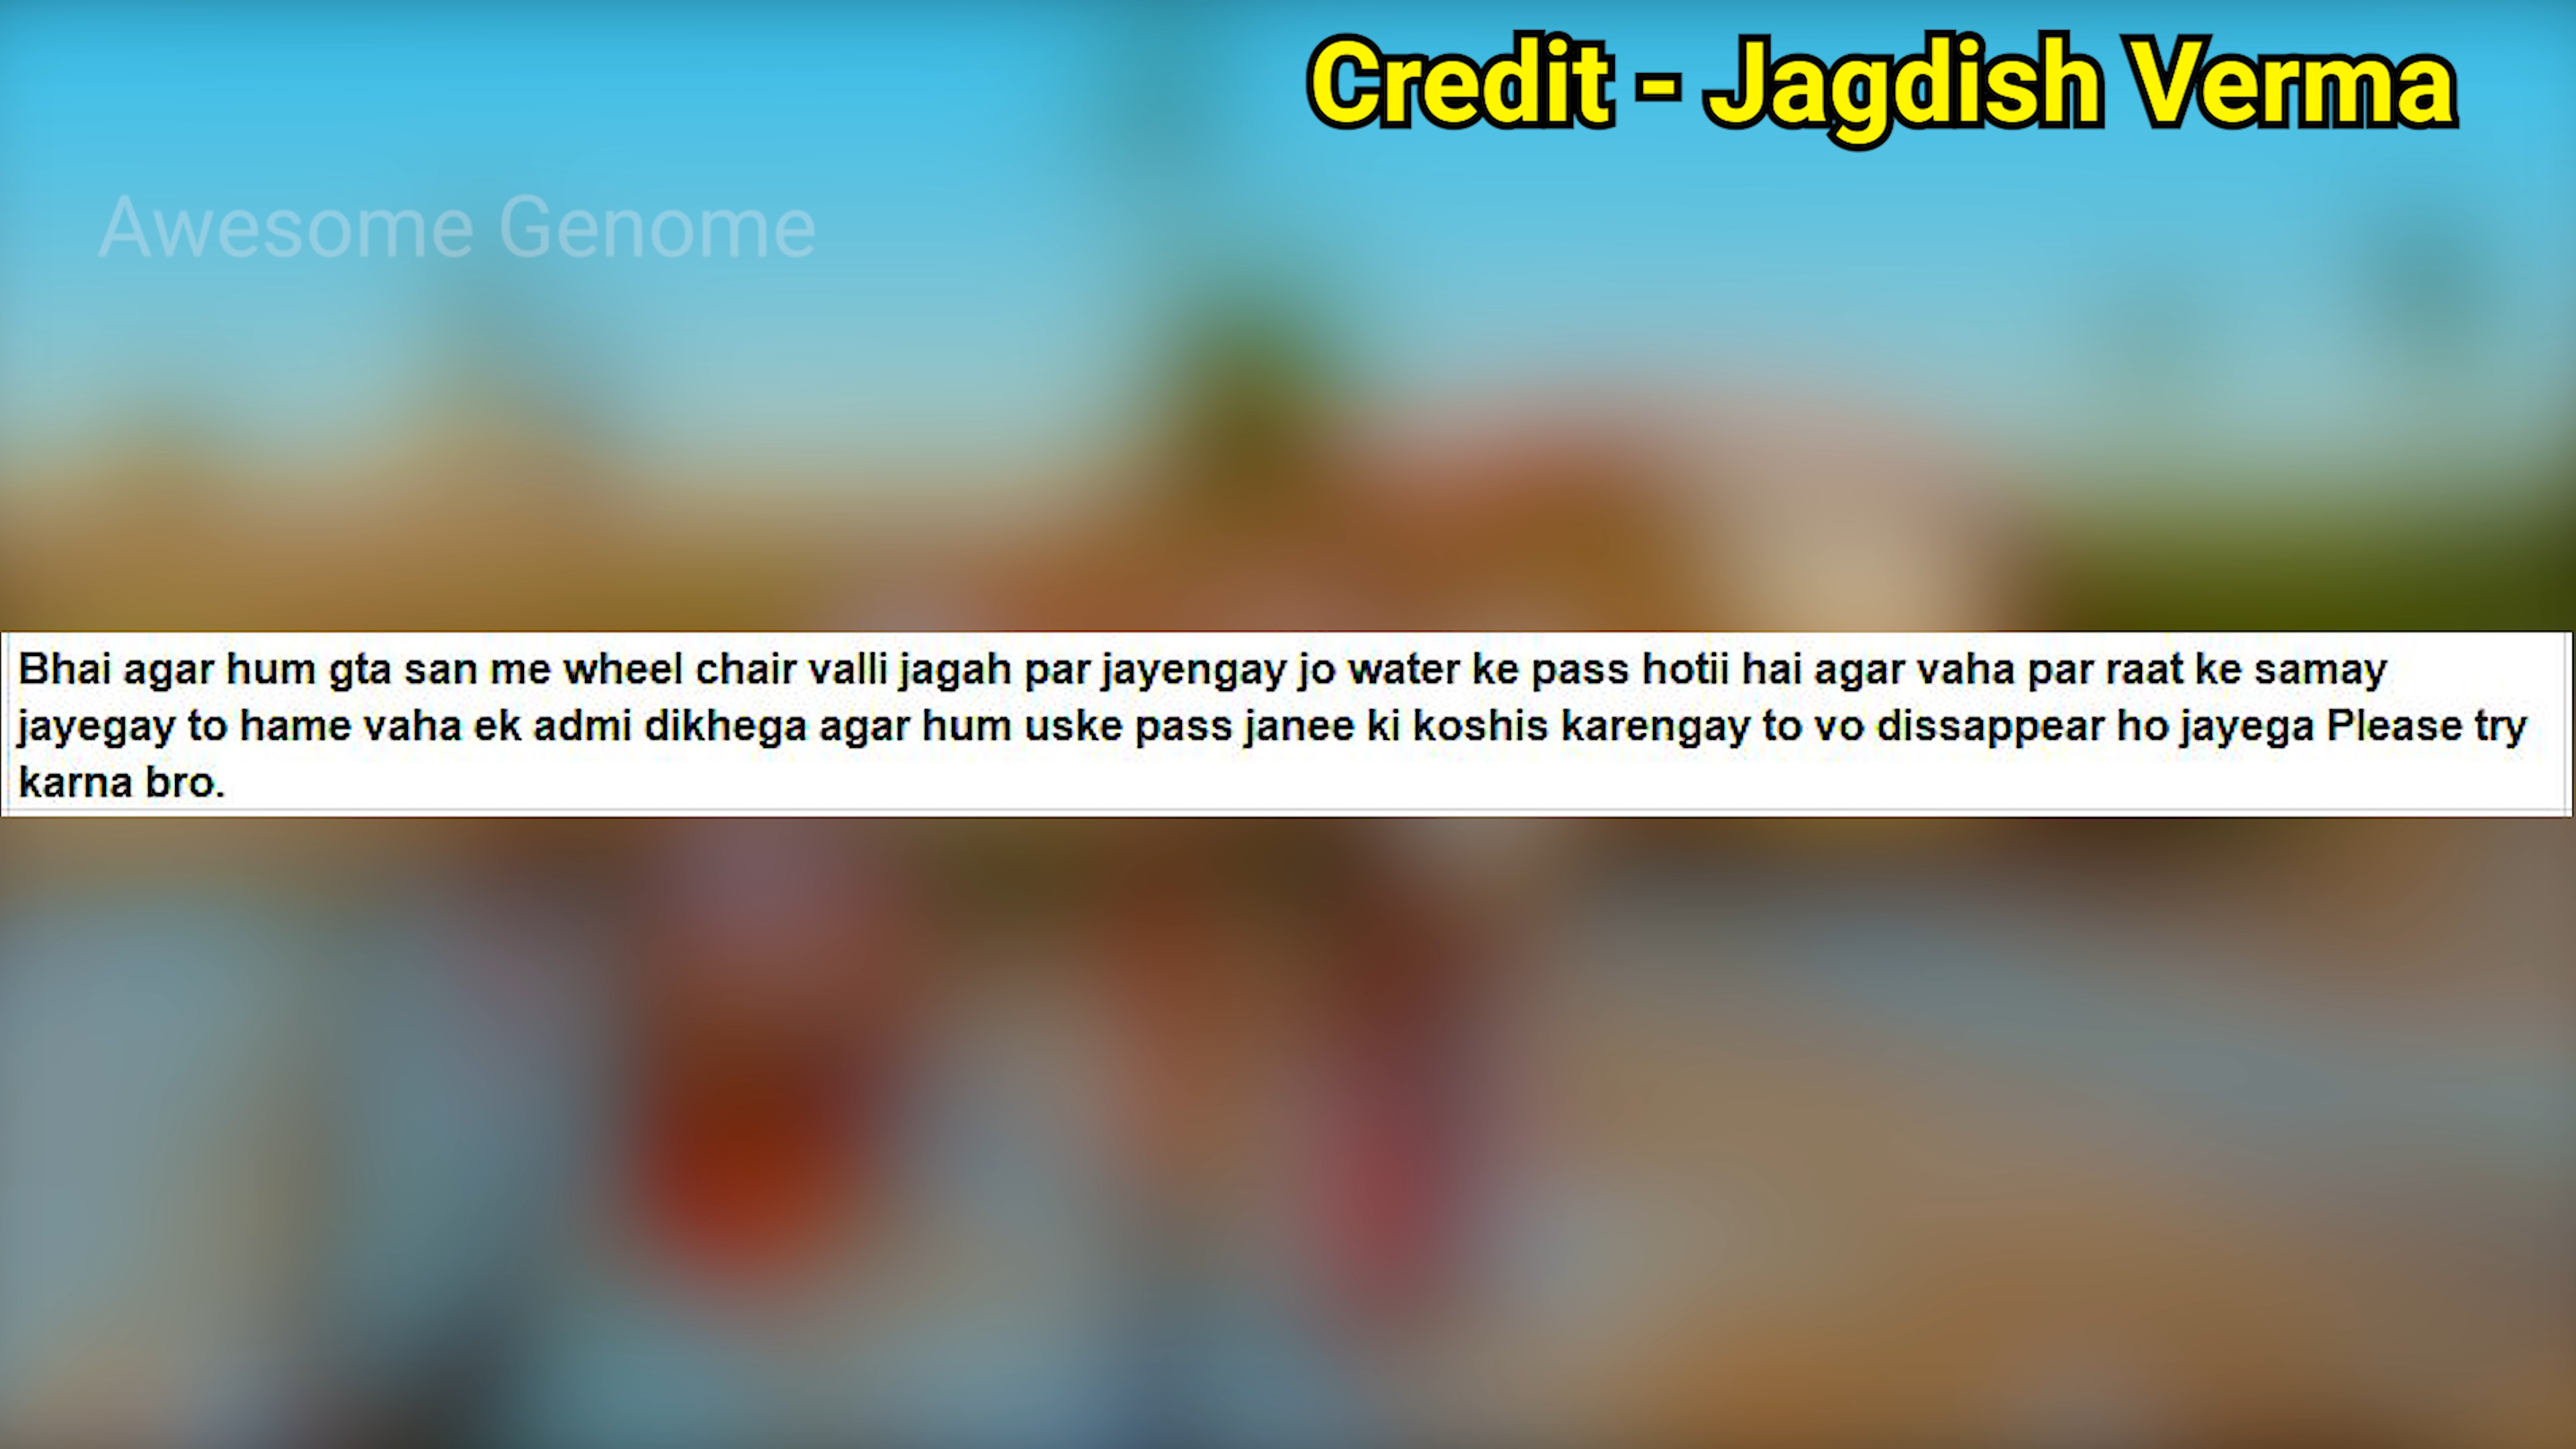 Credit - Jagdish Verma
Awesome Genome
Bhai agar hum gta san me wheel chair valli jagah par jayengay jo water ke pass hotii hai agar vaha par raat ke samay
jayegay to hame vaha ek admi dikhega agar hum uske pass janee ki koshis karengay to vo dissappear ho jayega Please try
karna bro.